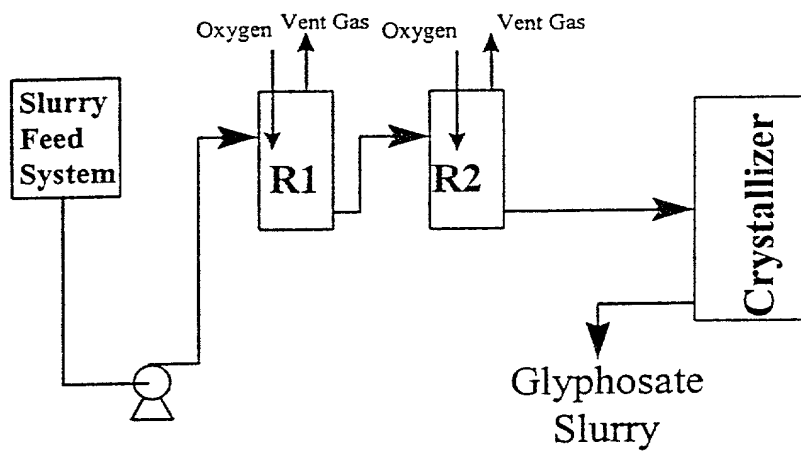 Oxygen
Vent Gas
Oxygen
Vent Gas
Slurry
Feed
System
R1
R2
Crystallizer
Glyphosate
Slurry